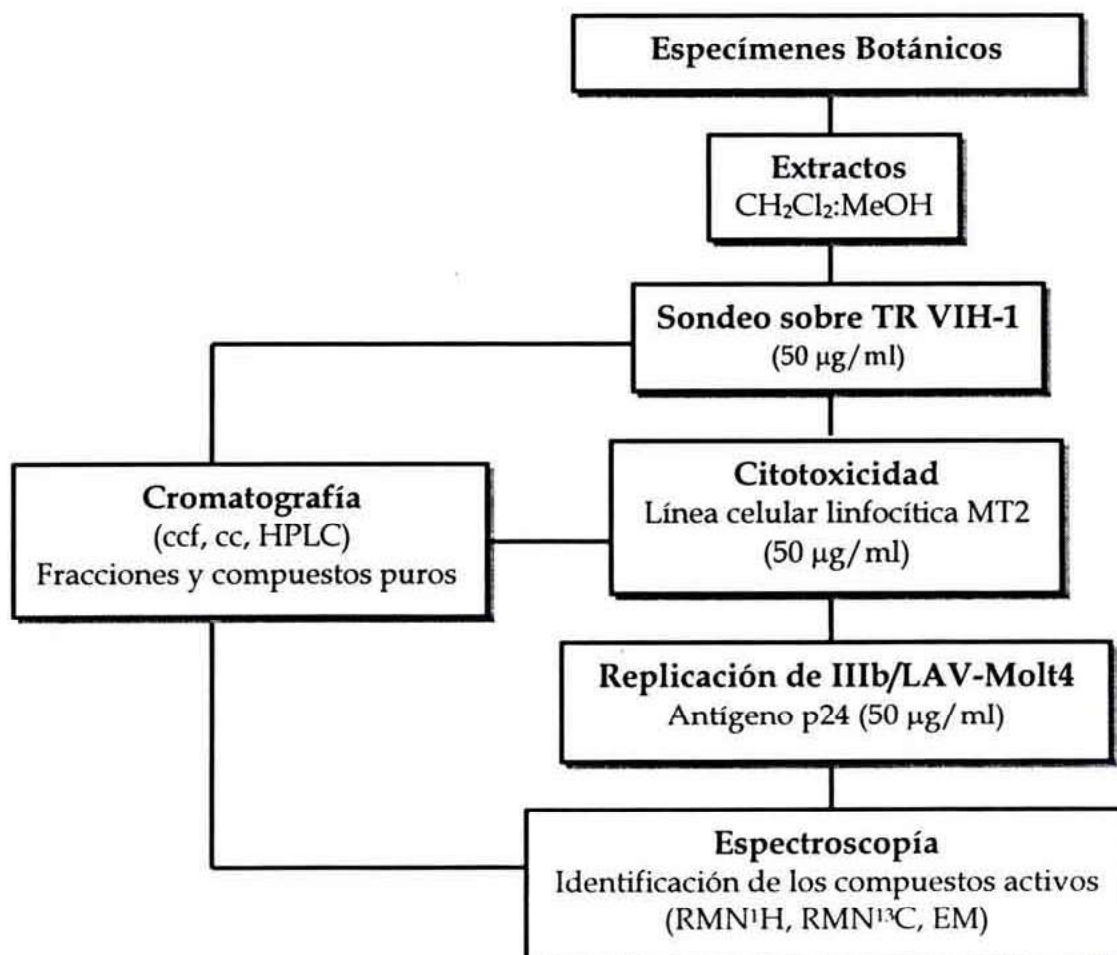 Especímenes Botánicos
Extractos
CH₂Cl₂:MeOH
Sondeo sobre TR VIH-1
(50 μg/ml)
Citotoxicidad
Línea celular linfocítica MT2
(50 μg/ml)
Cromatografía
(ccf, cc, HPLC)
Fracciones y compuestos puros
Replicación de IIIb/LAV-Molt4
Antígeno p24 (50 μg/ml)
Espectroscopía
Identificación de los compuestos activos
(RMN¹H, RMN¹³C, EM)